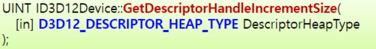 UINT ID3D12Device::GetDescriptorHandleIncrementSize(
[in] D3D12_DESCRIPTOR_HEAP_TYPE DescriptorHeapType
);